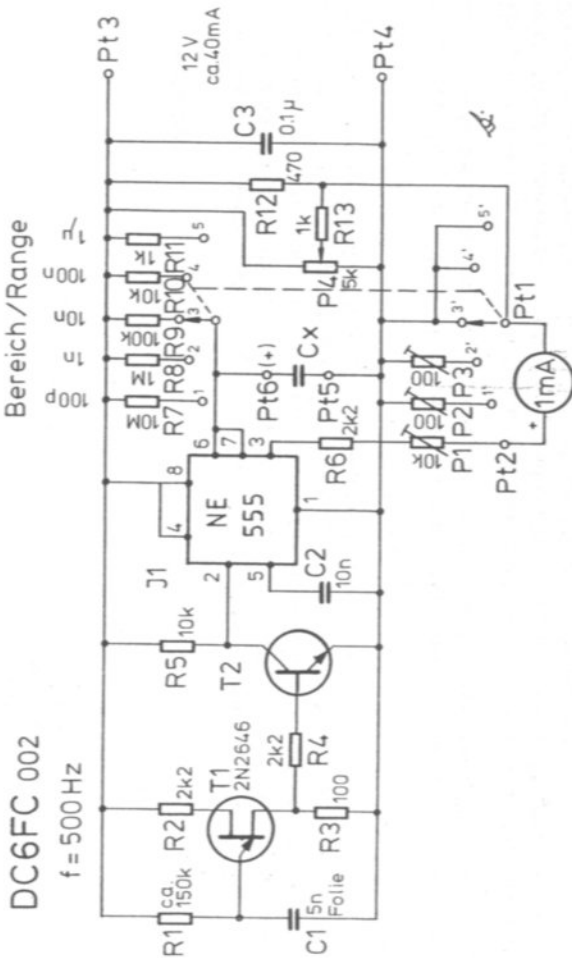 DC6FC 002
f = 500 Hz
Bereich/Range
100p
1n
10n
100n
1µ
10M
1M
100k
10k
1k
R7
R8
R9
R10
R11
1
2
3
4
5
Pt3
12 V
ca.40mA
Pt4
R1
ca.
150k
R2
2k2
T1
2N2646
C1
5n
Folie
R3
100
R4
2k2
R5
10k
T2
J1
4
8
2
NE
555
6
7
5
3
1
C2
10n
Pt6 (+)
Cx
Pt5
R6
2k2
R12
470
C3
0.1µ
1k
R13
P4
5k
10k
P1
100
P2
100
P3
1'
2'
3'
4'
5'
Pt1
Pt2
+
1mA